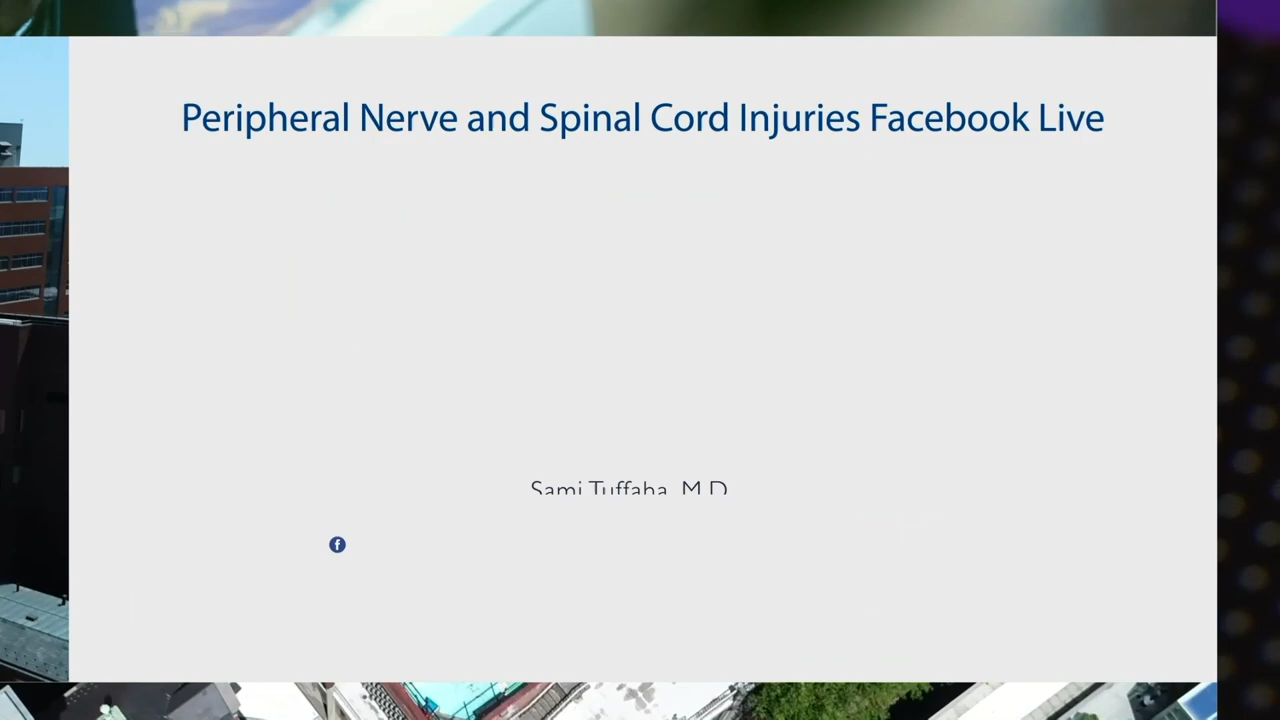 Peripheral Nerve and Spinal Cord Injuries Facebook Live
Sami Tuffaha, M.D.